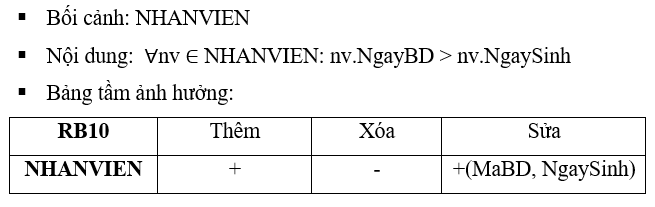 ▪ Bối cảnh: NHANVIEN
▪ Nội dung: ∀nv ∈ NHANVIEN: nv.NgayBD > nv.NgaySinh
▪ Bảng tầm ảnh hưởng:
RB10 Thêm Xóa Sửa
NHANVIEN + - +(MaBD, NgaySinh)